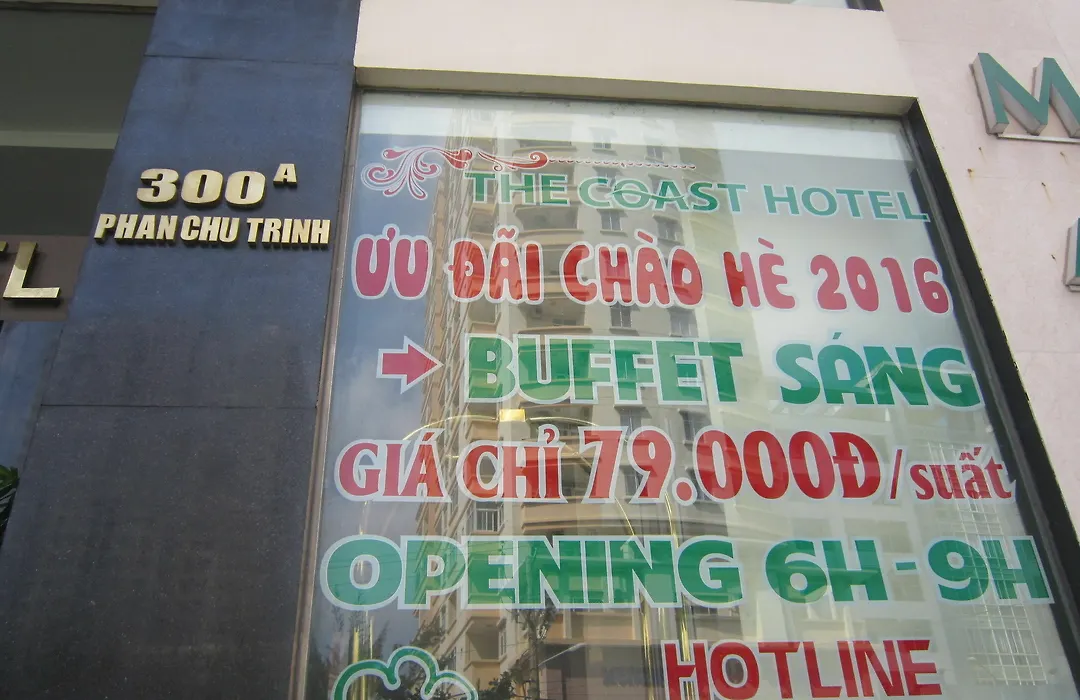 300 A
PHAN CHU TRINH
THE COAST HOTEL
ƯU ĐÃI CHÀO HÈ 2016
BUFFET SÁNG
GIÁ CHỈ 79.000Đ / suất
OPENING 6H - 9H
HOTLINE